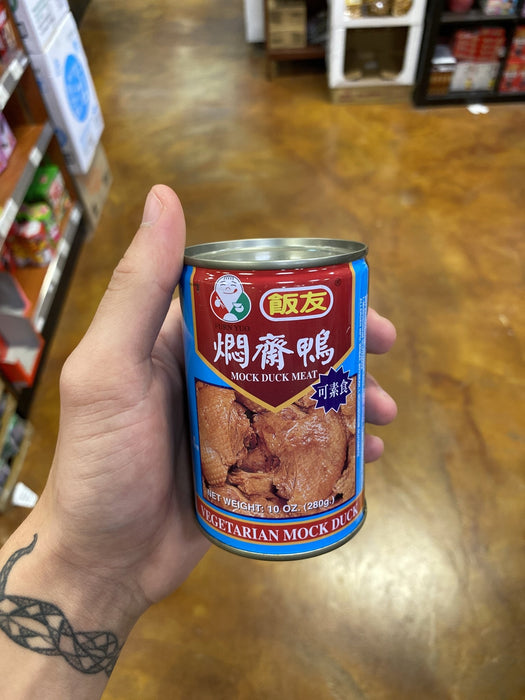 飯友
燜齋鴨
MOCK DUCK MEAT
可素食
NET WEIGHT: 10 OZ. (280g.)
VEGETARIAN MOCK DUCK